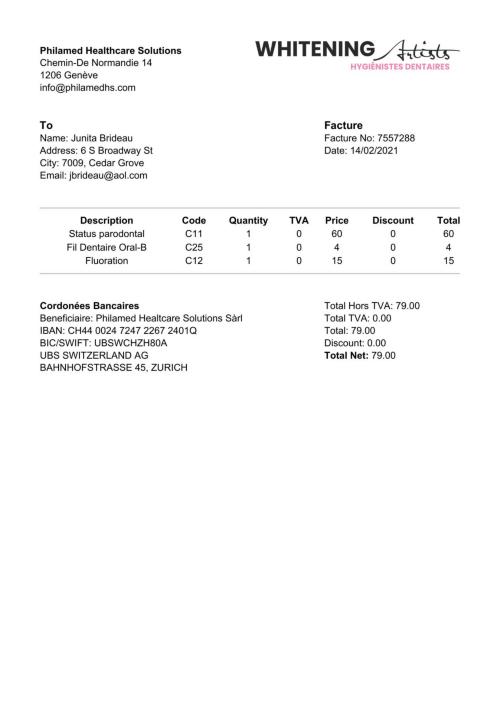 Philamed Healthcare Solutions
Chemin-De Normandie 14
1206 Genève
info@philamedhs.com
WHITENING Artists
HYGIÉNISTES DENTAIRES
To
Name: Junita Brideau
Address: 6 S Broadway St
City: 7009, Cedar Grove
Email: jbrideau@aol.com
Facture
Facture No: 7557288
Date: 14/02/2021
Description Code Quantity TVA Price Discount Total
Status parodontal C11 1 0 60 0 60
Fil Dentaire Oral-B C25 1 0 4 0 4
Fluoration C12 1 0 15 0 15
Cordonées Bancaires
Beneficiaire: Philamed Healtcare Solutions Sàrl
IBAN: CH44 0024 7247 2267 2401Q
BIC/SWIFT: UBSWCHZH80A
UBS SWITZERLAND AG
BAHNHOFSTRASSE 45, ZURICH
Total Hors TVA: 79.00
Total TVA: 0.00
Total: 79.00
Discount: 0.00
Total Net: 79.00